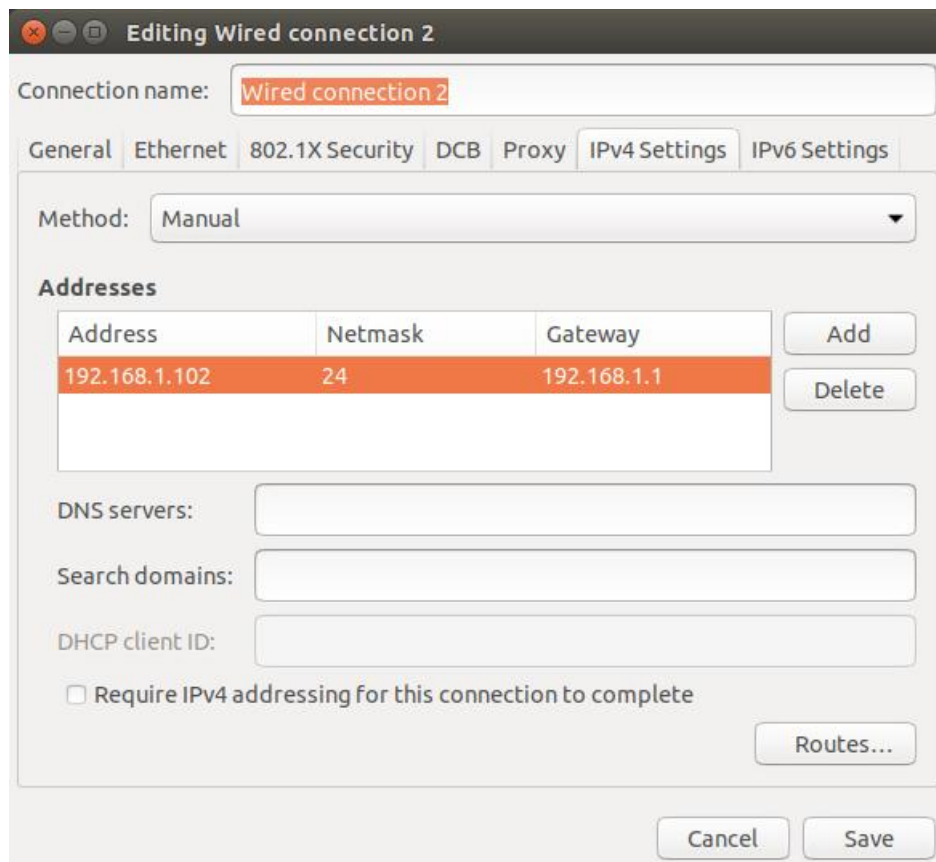 Editing Wired connection 2
Connection name: Wired connection 2
General Ethernet 802.1X Security DCB Proxy IPv4 Settings IPv6 Settings
Method: Manual
Addresses
Address Netmask Gateway Add
192.168.1.102 24 192.168.1.1
Delete
DNS servers:
Search domains:
DHCP client ID:
Require IPv4 addressing for this connection to complete
Routes...
Cancel Save